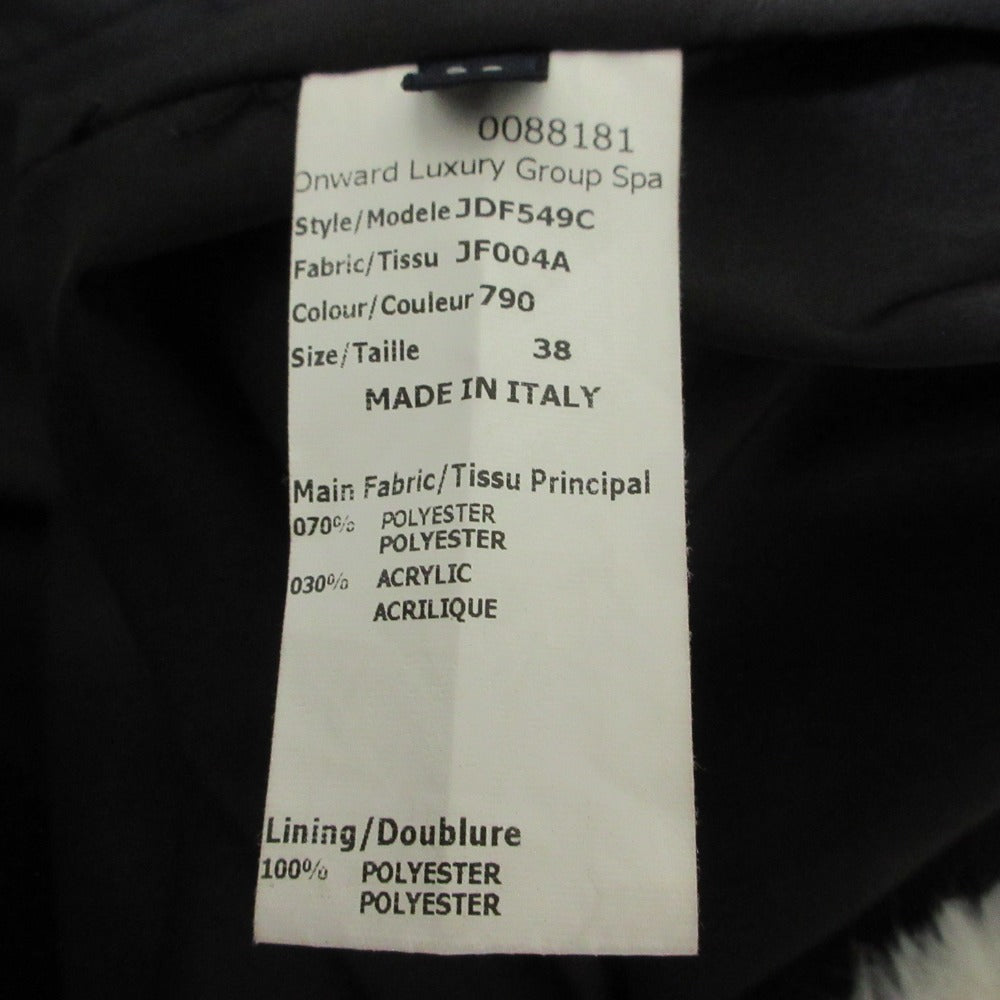 0088181
Onward Luxury Group Spa
Style/Modele JDF549C
Fabric/Tissu JF004A
Colour/Couleur 790
Size/Taille 38
MADE IN ITALY
Main Fabric/Tissu Principal
070% POLYESTER
POLYESTER
030% ACRYLIC
ACRILIQUE
Lining/Doublure
100% POLYESTER
POLYESTER